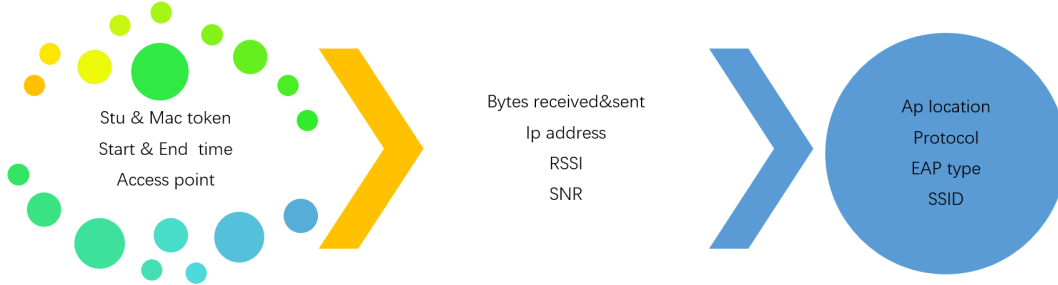 Stu & Mac token
Start & End  time
Access point
Bytes received&sent
Ip address
RSSI
SNR
Ap location
Protocol
EAP type
SSID